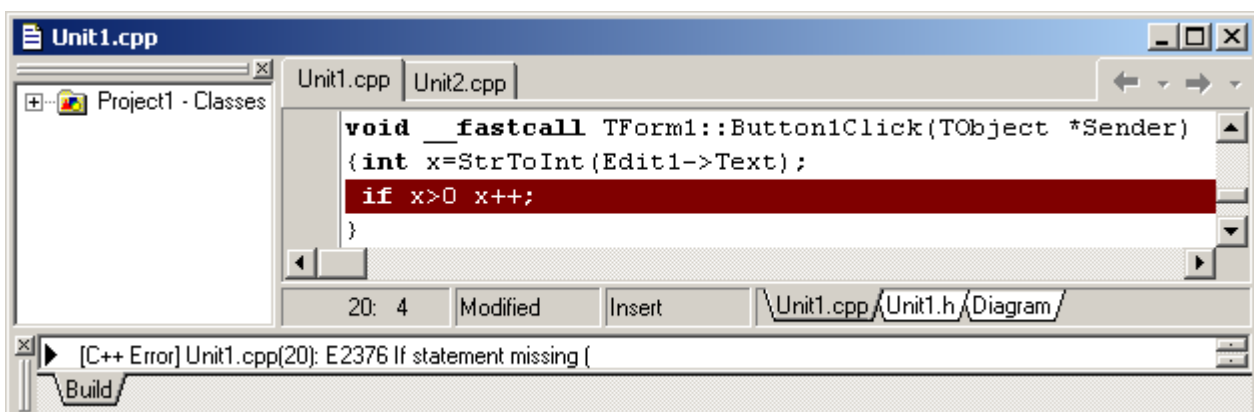 Unit1.cpp
Project1 - Classes
Unit1.cpp Unit2.cpp
void __fastcall TForm1::Button1Click(TObject *Sender)
{int x=StrToInt(Edit1->Text);
if x>0 x++;
}
20: 4 Modified Insert \Unit1.cpp/Unit1.h/Diagram/
[C++ Error] Unit1.cpp(20): E2376 If statement missing (
Build